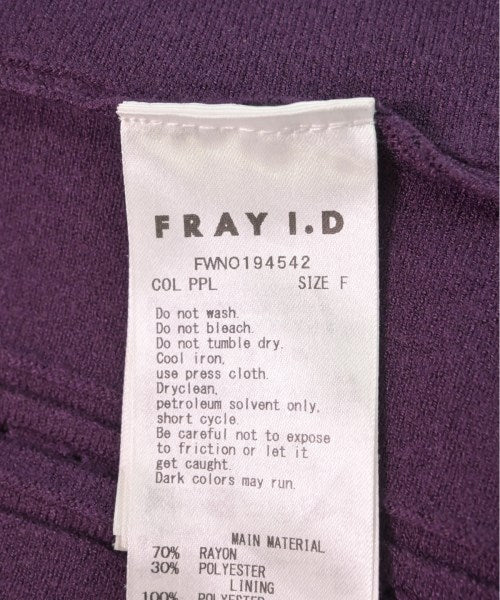 FRAY I.D
FWNO194542
COL PPL SIZE F
Do not wash.
Do not bleach.
Do not tumble dry.
Cool iron,
use press cloth.
Dryclean,
petroleum solvent only,
short cycle.
Be careful not to expose
to friction or let it
get caught.
Dark colors may run.
MAIN MATERIAL
70% RAYON
30% POLYESTER
LINING
100% POLYESTER